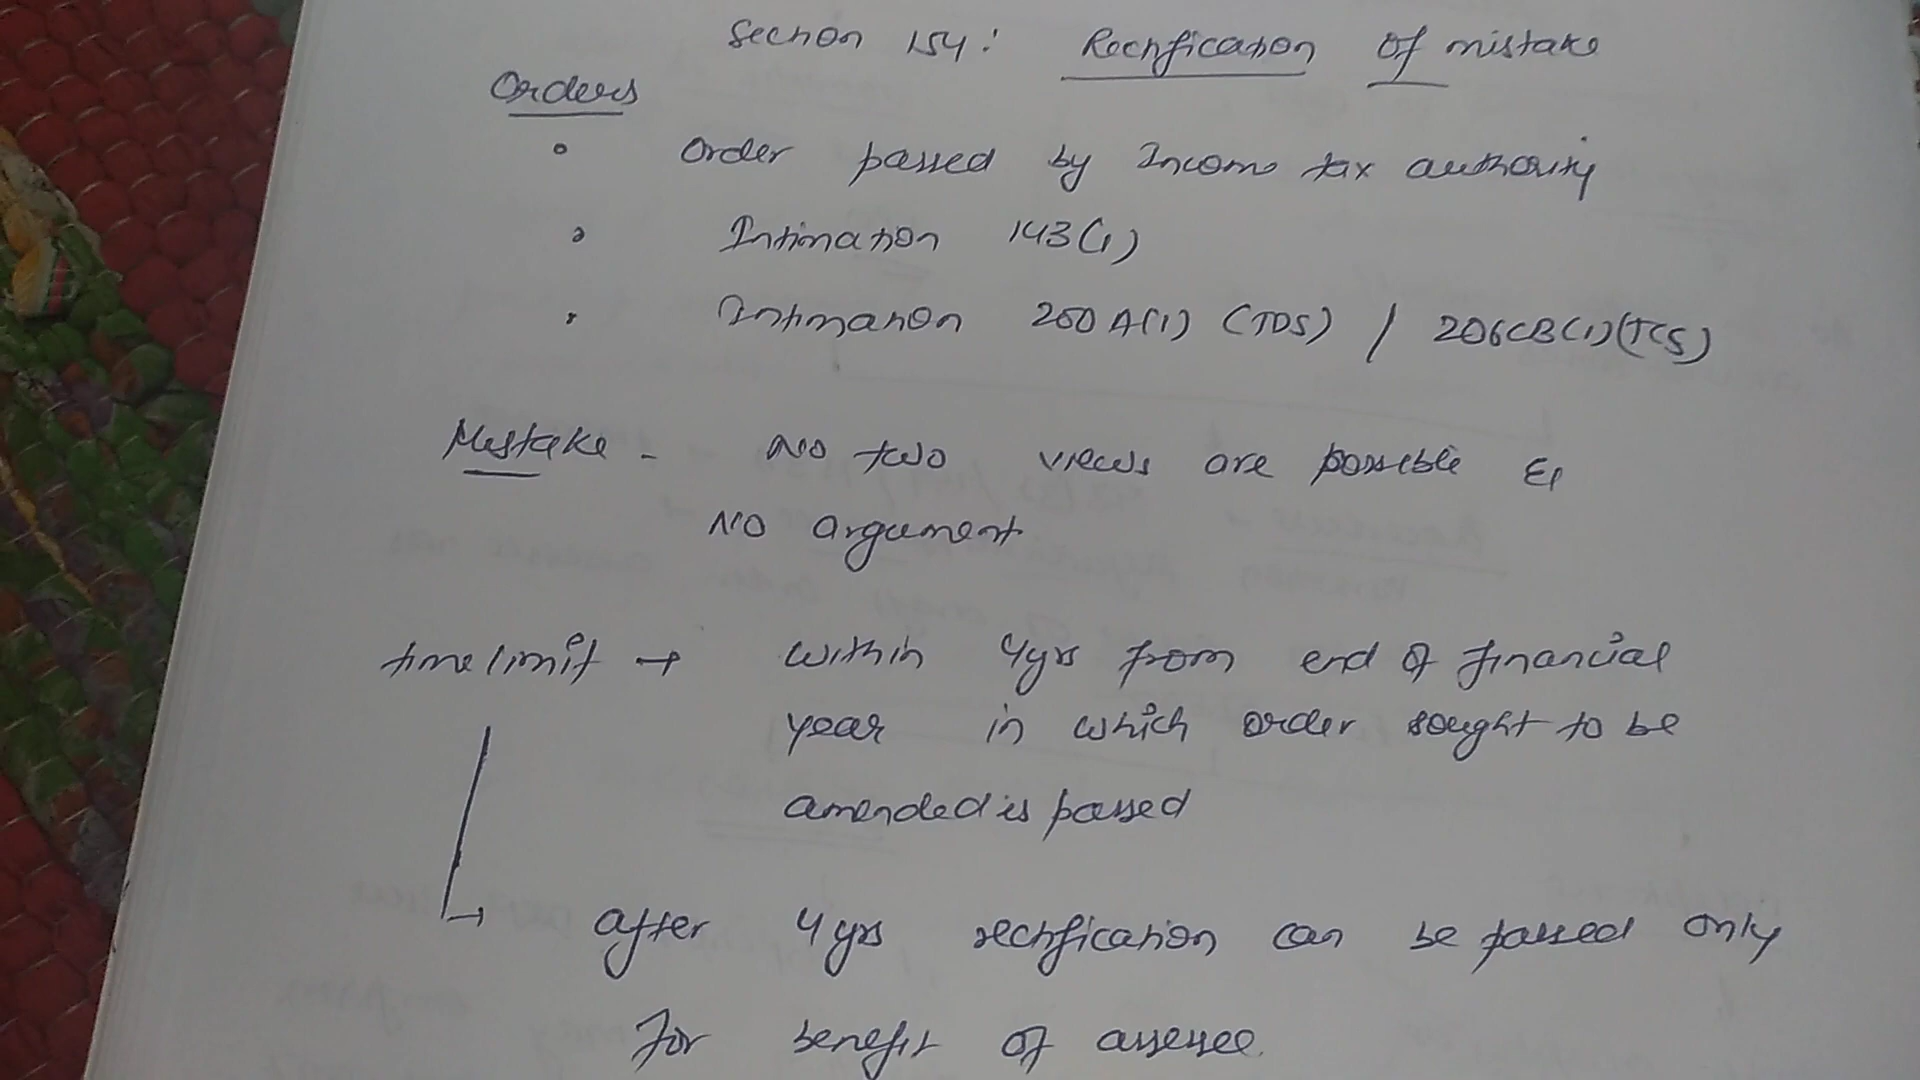 Section 154: Rectification of mistake
Orders
Order passed by Income tax authority
Intimation 143(1)
Intimation 200A(1) (TDS) / 206CB(1)(TCS)
Mistake - No two views are possible &
No argument
time limit → within 4yrs from end of financial
year in which order sought to be
amended is passed
after 4yrs rectification can be passed only
For benefit of assessee.